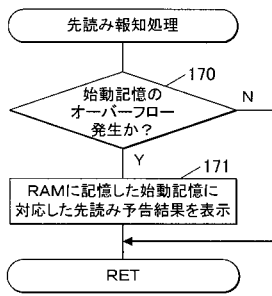 先読み報知処理
170
始動記憶の
オーバーフロー
発生か？
N
Y
171
RAMに記憶した始動記憶に
対応した先読み予告結果を表示
RET